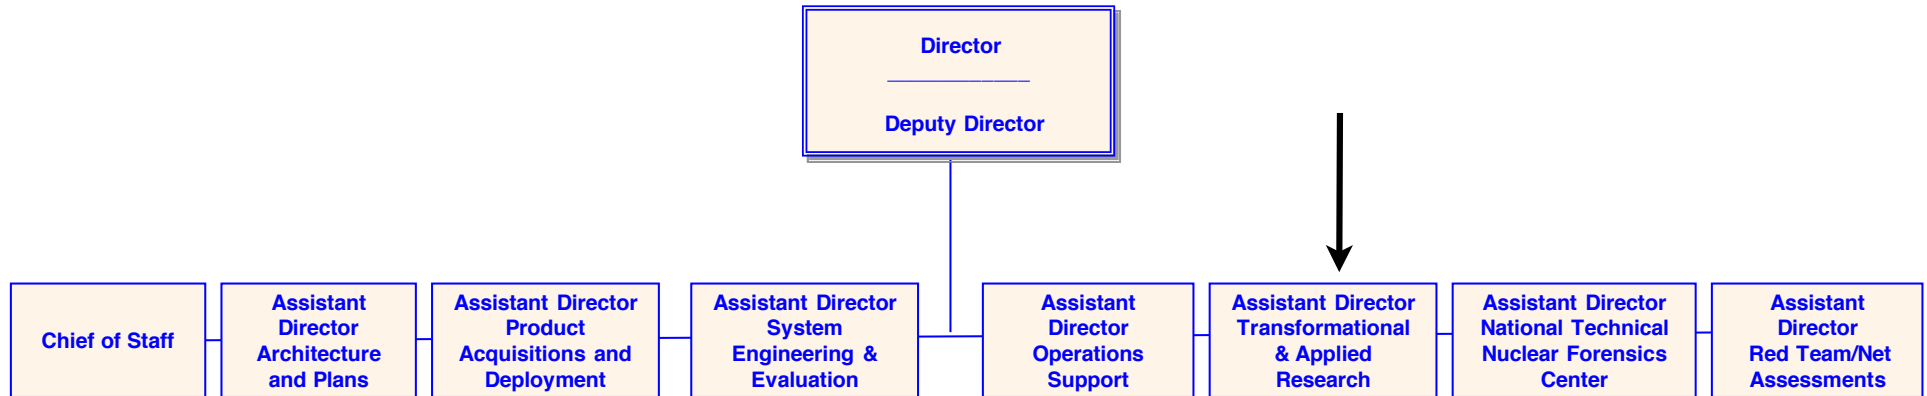 Director
____________
Deputy Director
Chief of Staff
Assistant
Director
Architecture
and Plans
Assistant Director
Product
Acquisitions and
Deployment
Assistant Director
System
Engineering &
Evaluation
Assistant
Director
Operations
Support
Assistant Director
Transformational
& Applied
Research
Assistant Director
National Technical
Nuclear Forensics
Center
Assistant
Director
Red Team/Net
Assessments